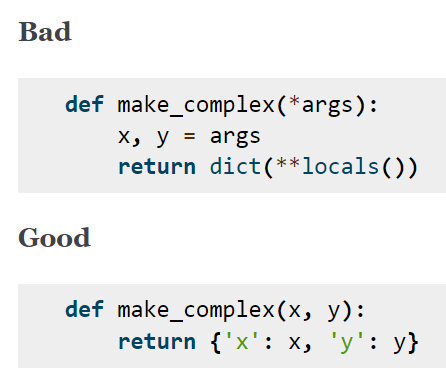 Bad
def make_complex(*args):
    x, y = args
    return dict(**locals())
Good
def make_complex(x, y):
    return {'x': x, 'y': y}